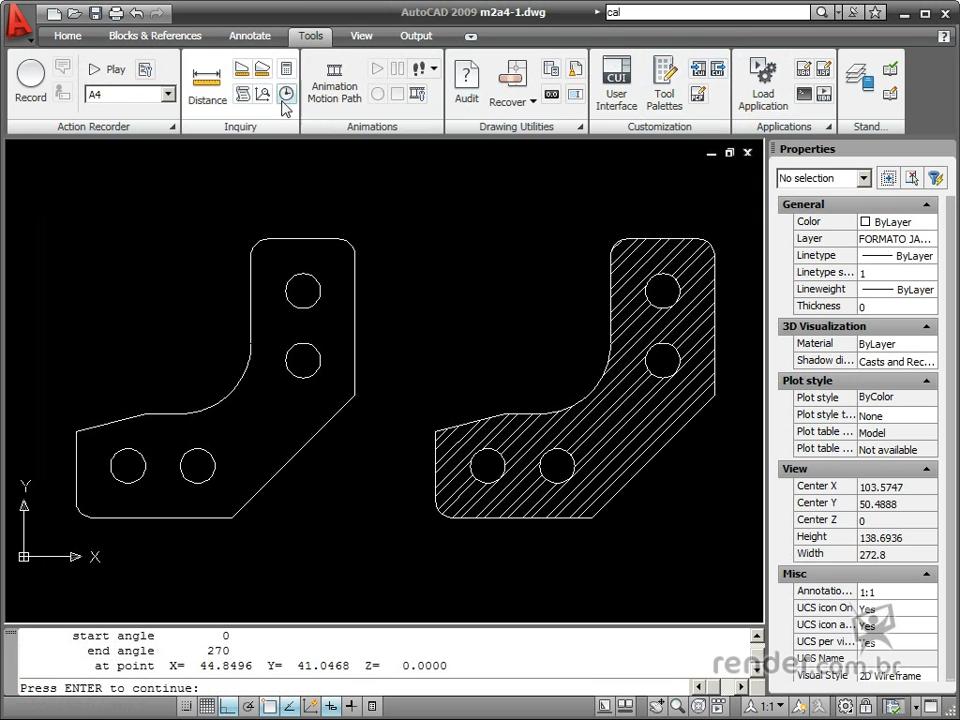 AutoCAD 2009 m2a4-1.dwg
cal
Home
Blocks & References
Annotate
Tools
View
Output
Record
Play
A4
Action Recorder
Distance
Inquiry
Animation
Motion Path
Animations
Audit
Recover
Drawing Utilities
CUI
User
Interface
Tool
Palettes
Customization
Load
Application
Applications
Stand...
Properties
No selection
General
Color ByLayer
Layer FORMATO JA...
Linetype ByLayer
Linetype s... 1
Lineweight ByLayer
Thickness 0
3D Visualization
Material ByLayer
Shadow di... Casts and Rec...
Plot style
Plot style ByColor
Plot style t... None
Plot table ... Model
Plot table ... Not available
View
Center X 103.5747
Center Y 50.4888
Center Z 0
Height 138.6936
Width 272.8
Misc
Annotatio... 1:1
UCS icon On Yes
UCS icon a... Yes
UCS per vi... Yes
UCS Name
Visual Style 2D Wireframe
render.com.br
Y
X
start angle 0
end angle 270
at point X= 44.8496 Y= 41.0468 Z= 0.0000
Press ENTER to continue:
1:1